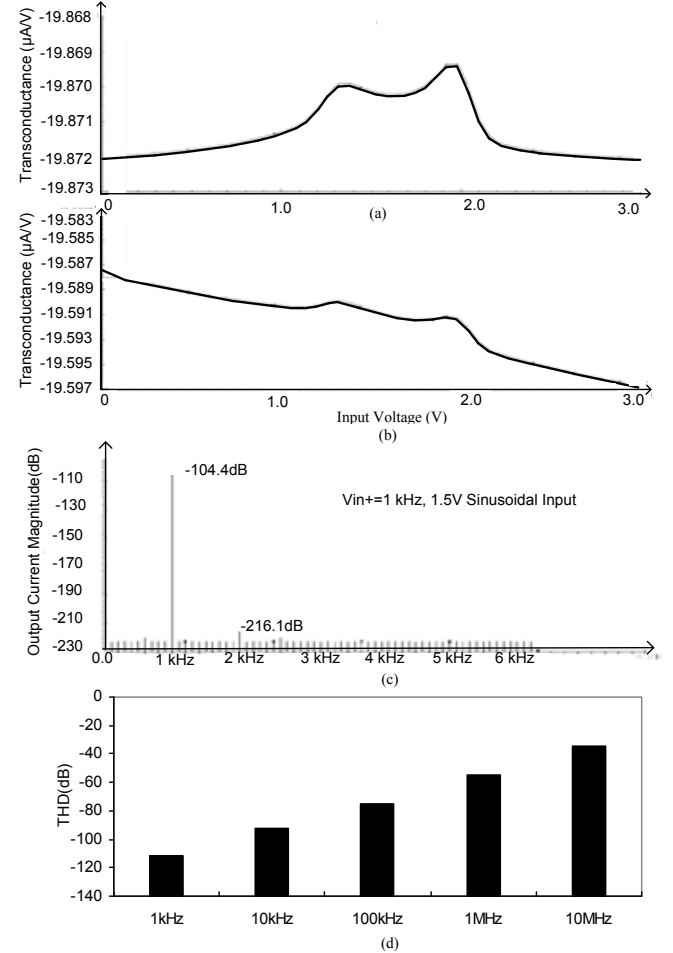 Transconductance (µA/V)
-19.868
-19.869
-19.870
-19.871
-19.872
-19.873
0 1.0 2.0 3.0
(a)
Transconductance (µA/V)
-19.583
-19.585
-19.587
-19.589
-19.591
-19.593
-19.595
-19.597
0 1.0 2.0 3.0
Input Voltage (V)
(b)
Output Current Magnitude(dB)
-104.4dB
-110
-130
Vin+=1 kHz, 1.5V Sinusoidal Input
-150
-170
-190
-210
-216.1dB
-230
0.0 1 kHz 2 kHz 3 kHz 4 kHz 5 kHz 6 kHz
(c)
THD(dB)
0
-20
-40
-60
-80
-100
-120
-140
1kHz 10kHz 100kHz 1MHz 10MHz
(d)